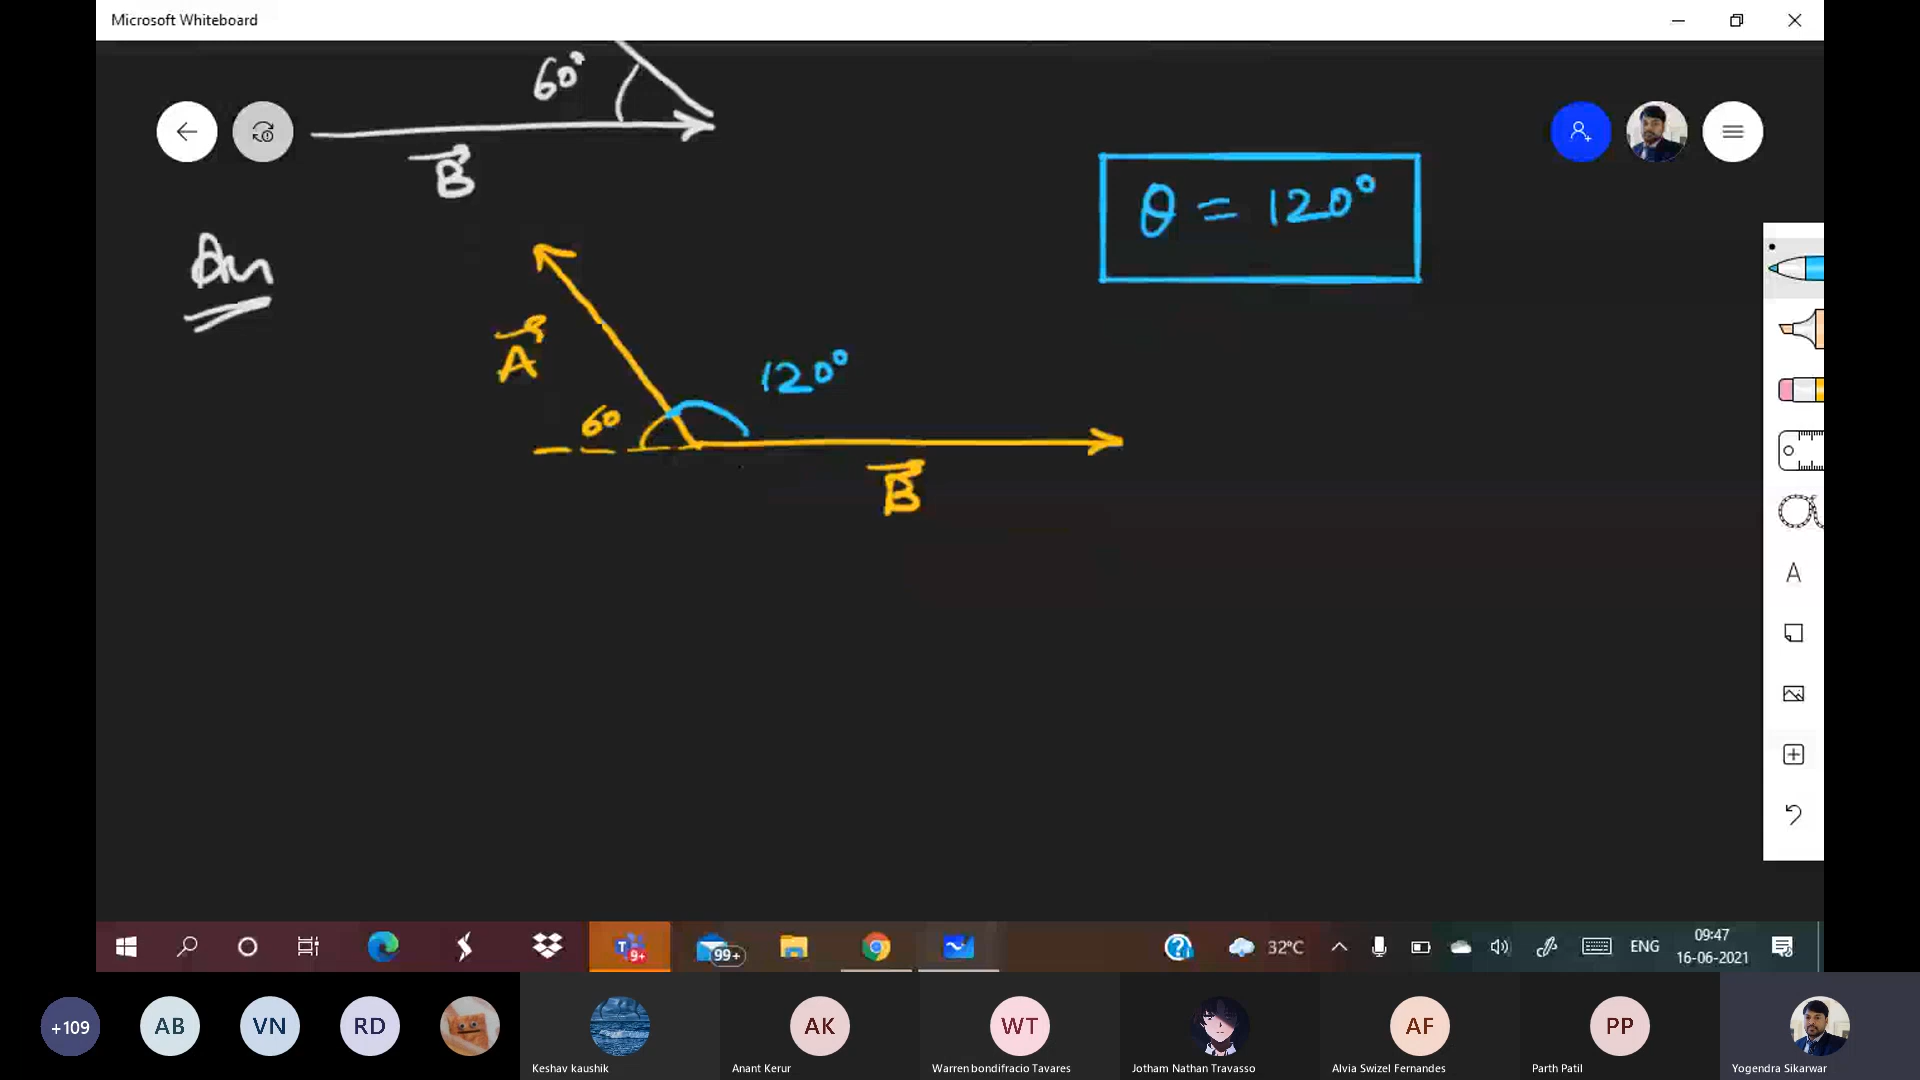 Microsoft Whiteboard
60°
B
Ans
θ = 120°
A
120°
60
B
A
T
9+
99+
32°C
ENG
09:47
16-06-2021
+109
AB
VN
RD
AK
WT
AF
PP
Keshav kaushik
Anant Kerur
Warren bondifracio Tavares
Jotham Nathan Travasso
Alvia Swizel Fernandes
Parth Patil
Yogendra Sikarwar